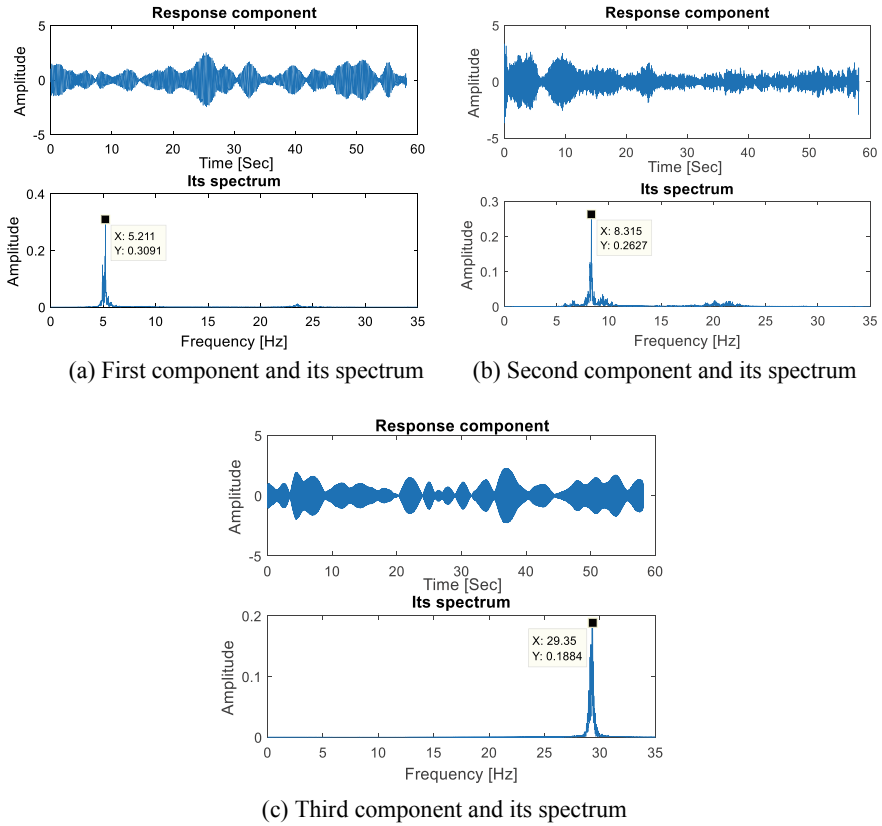 Response component
5
0
-5
Amplitude
0 10 20 30 40 50 60
Time [Sec]
Its spectrum
0.4
0.2
0
Amplitude
X: 5.211
Y: 0.3091
0 5 10 15 20 25 30 35
Frequency [Hz]
(a) First component and its spectrum
Response component
5
0
-5
Amplitude
0 10 20 30 40 50 60
Time [Sec]
Its spectrum
0.3
0.2
0.1
0
Amplitude
X: 8.315
Y: 0.2627
0 5 10 15 20 25 30 35
Frequency [Hz]
(b) Second component and its spectrum
Response component
5
0
-5
Amplitude
0 10 20 30 40 50 60
Time [Sec]
Its spectrum
0.2
0.1
0
Amplitude
X: 29.35
Y: 0.1884
0 5 10 15 20 25 30 35
Frequency [Hz]
(c) Third component and its spectrum